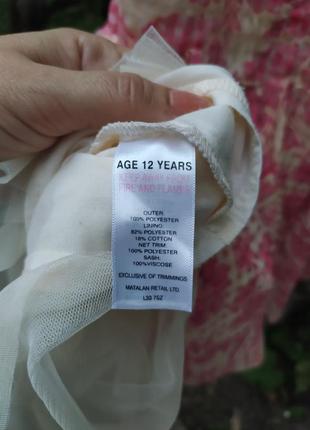 AGE 12 YEARS
KEEP AWAY FROM
FIRE AND FLAMES
OUTER:
100% POLYESTER
LINING:
82% POLYESTER
18% COTTON
NET TRIM:
100% POLYESTER
SASH:
100%VISCOSE
EXCLUSIVE OF TRIMMINGS
MATALAN RETAIL LTD.
L33 7SZ